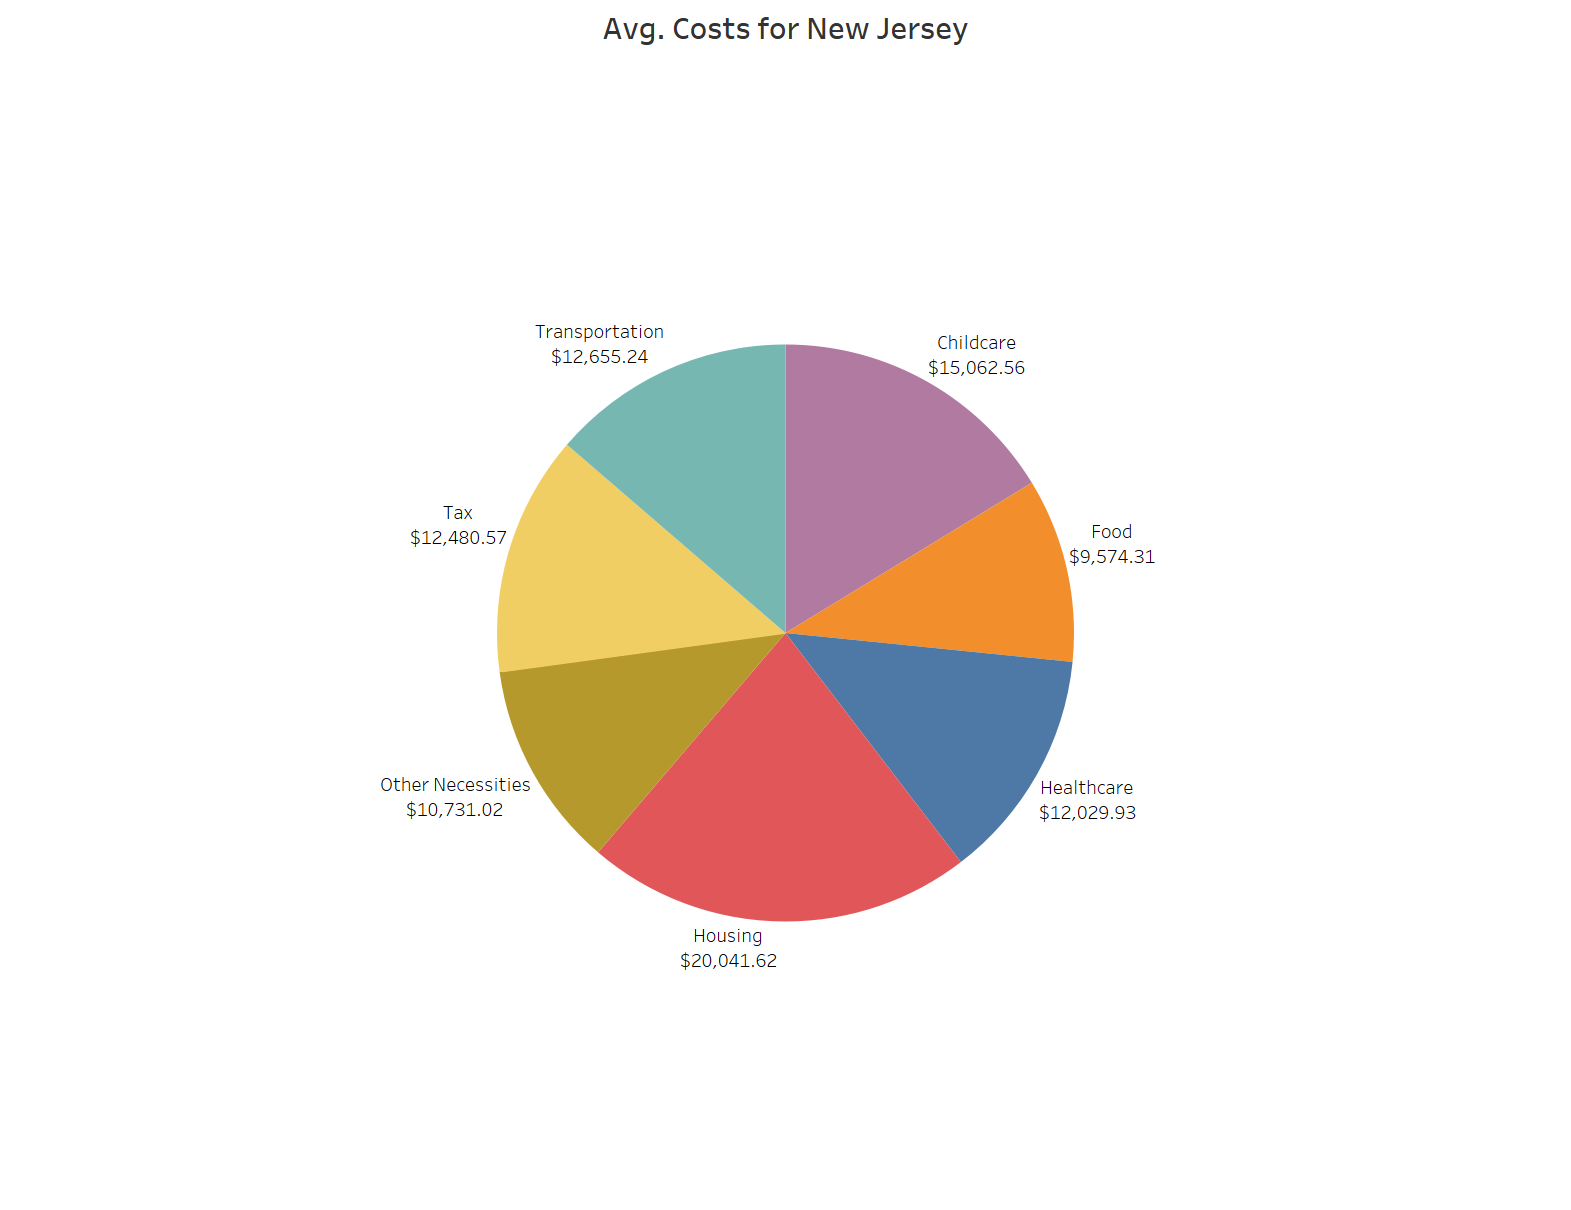 Avg. Costs for New Jersey
Transportation
$12,655.24
Childcare
$15,062.56
Tax
$12,480.57
Food
$9,574.31
Other Necessities
$10,731.02
Healthcare
$12,029.93
Housing
$20,041.62